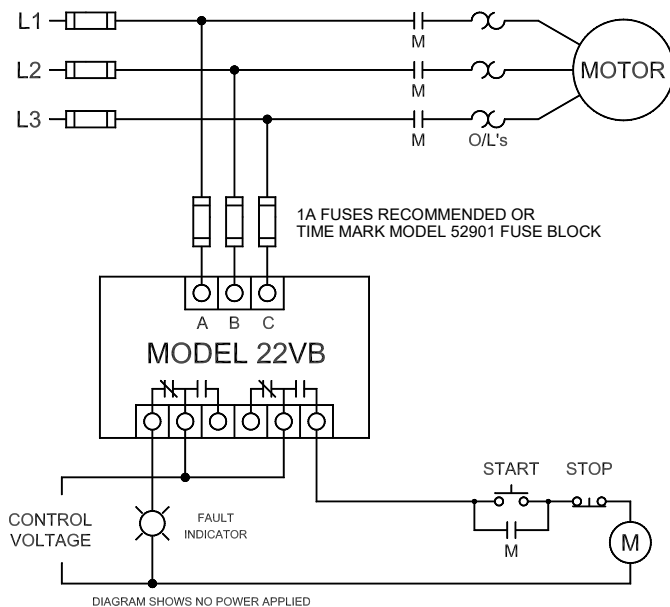 L1
M
L2
MOTOR
M
L3
M
O/L's
1A FUSES RECOMMENDED OR
TIME MARK MODEL 52901 FUSE BLOCK
A B C
MODEL 22VB
START STOP
CONTROL
VOLTAGE
FAULT
INDICATOR
M
M
DIAGRAM SHOWS NO POWER APPLIED